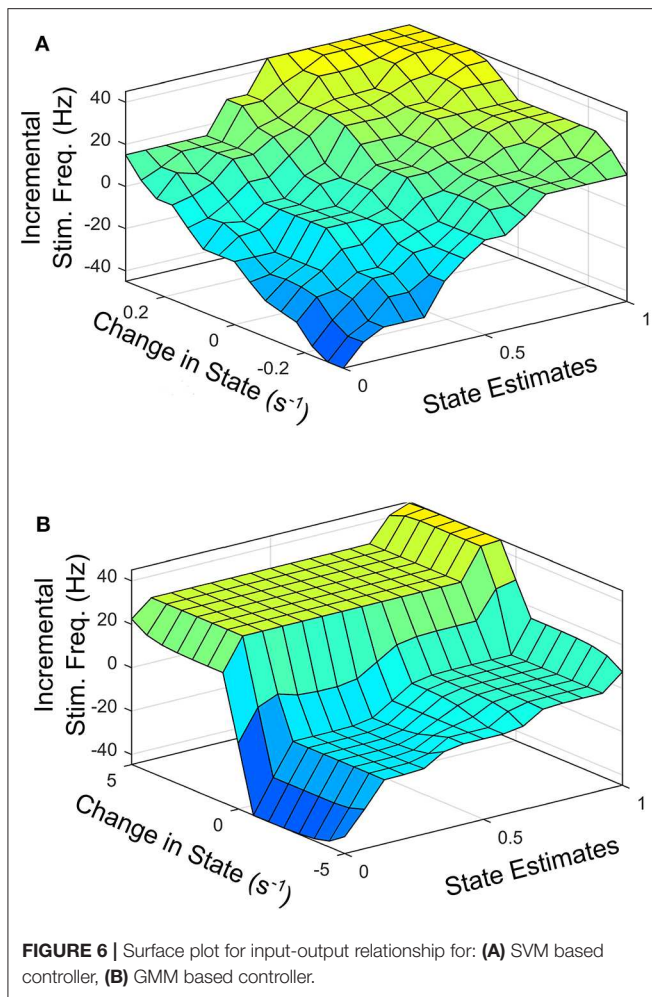 A
40
20
0
-20
-40
Incremental
Stim. Freq. (Hz)
0.2
0
-0.2
Change in State (s⁻¹)
0
0.5
1
State Estimates
B
40
20
0
-20
-40
Incremental
Stim. Freq. (Hz)
5
0
-5
Change in State (s⁻¹)
0
0.5
1
State Estimates
FIGURE 6 | Surface plot for input-output relationship for: (A) SVM based
controller, (B) GMM based controller.